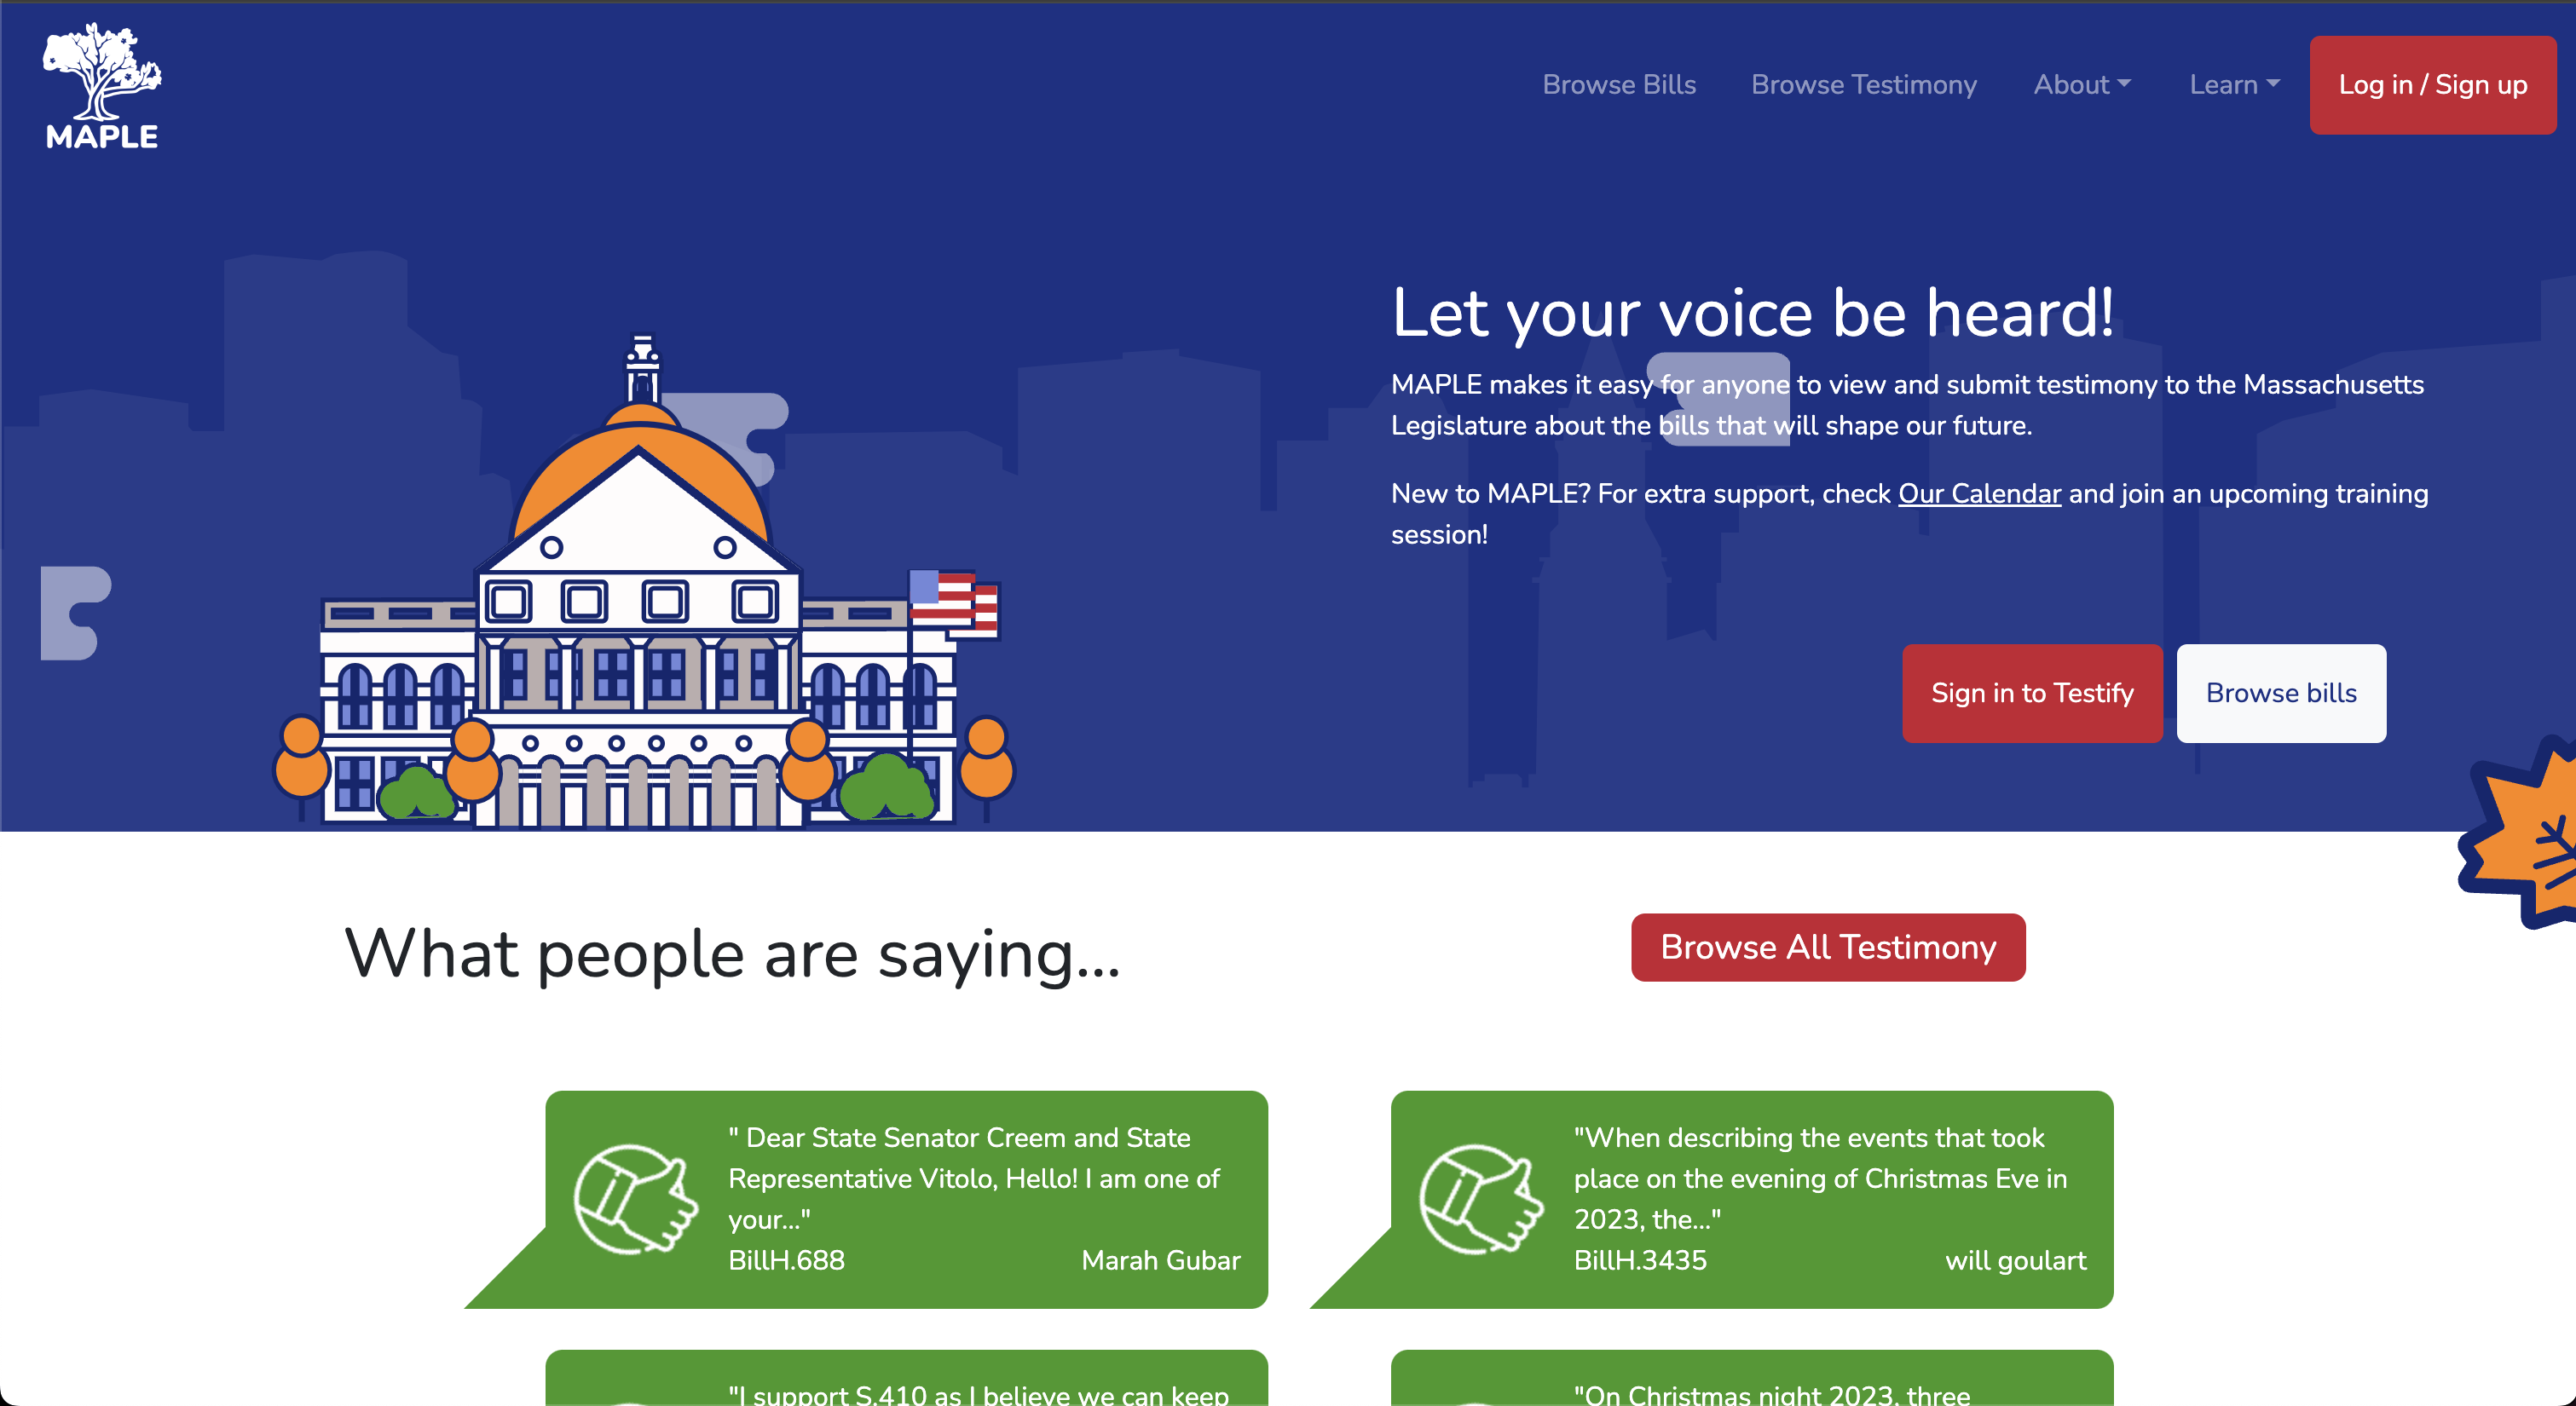 MAPLE
Browse Bills
Browse Testimony
About
Learn
Log in / Sign up
Let your voice be heard!
MAPLE makes it easy for anyone to view and submit testimony to the Massachusetts
Legislature about the bills that will shape our future.
New to MAPLE? For extra support, check Our Calendar and join an upcoming training
session!
Sign in to Testify
Browse bills
What people are saying...
Browse All Testimony
" Dear State Senator Creem and State
Representative Vitolo, Hello! I am one of
your..."
BillH.688
Marah Gubar
"When describing the events that took
place on the evening of Christmas Eve in
2023, the..."
BillH.3435
will goulart
"I support S.410 as I believe we can keep
"On Christmas night 2023, three